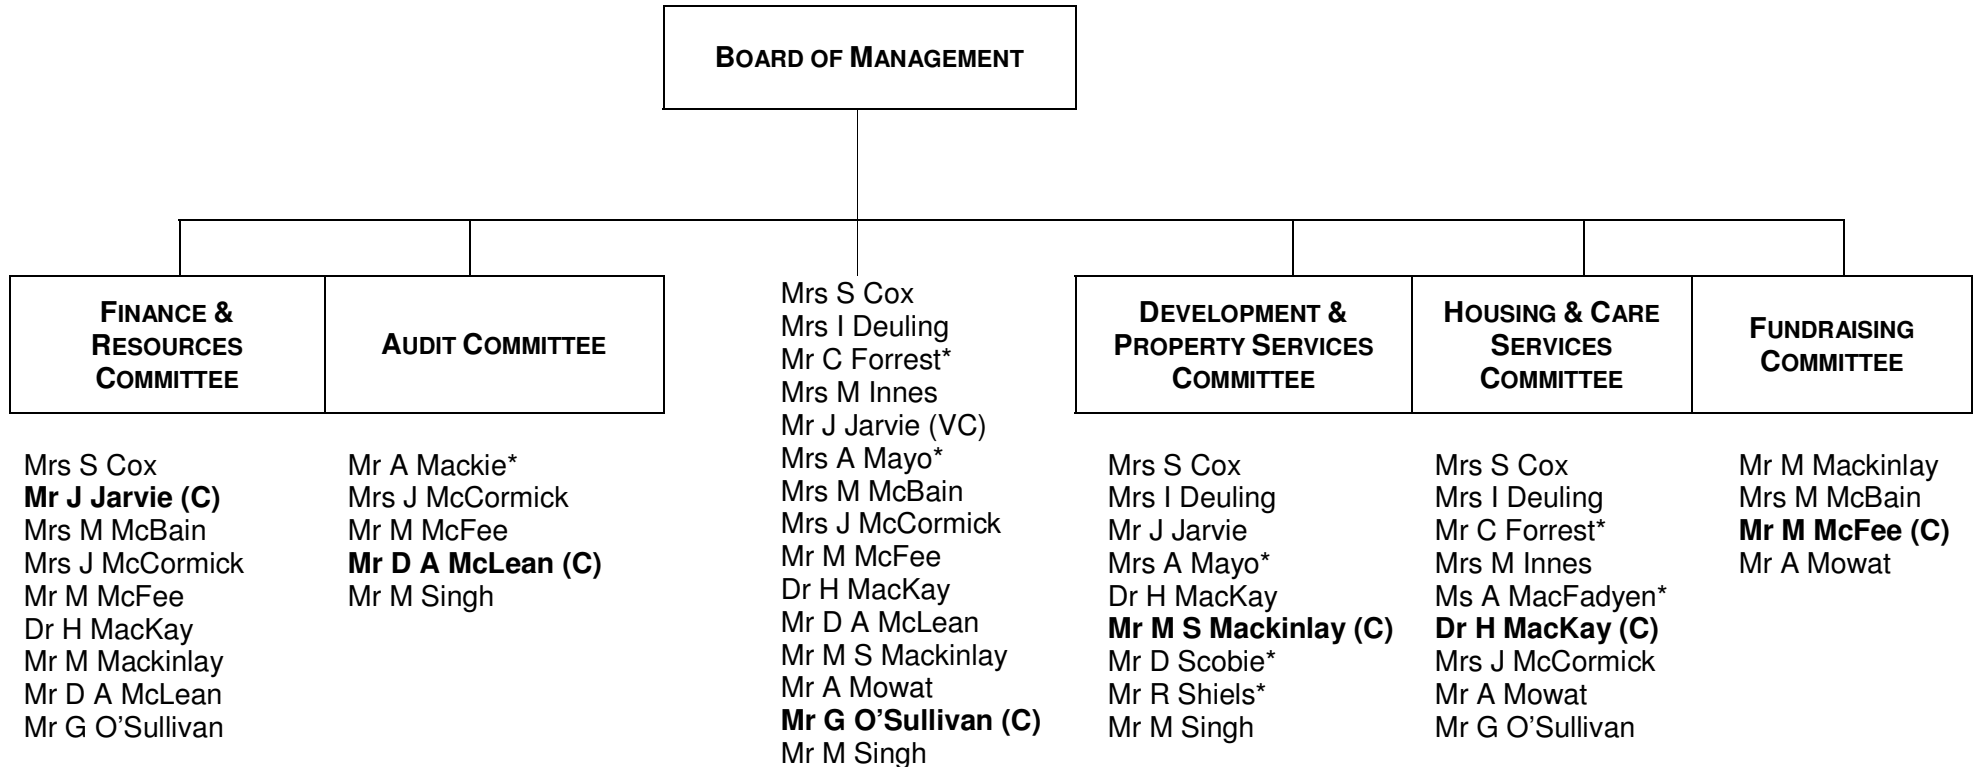 BOARD OF MANAGEMENT
FINANCE &
RESOURCES
COMMITTEE
Mrs S Cox
Mr J Jarvie (C)
Mrs M McBain
Mrs J McCormick
Mr M McFee
Dr H MacKay
Mr M Mackinlay
Mr D A McLean
Mr G O'Sullivan
AUDIT COMMITTEE
Mr A Mackie*
Mrs J McCormick
Mr M McFee
Mr D A McLean (C)
Mr M Singh
Mrs S Cox
Mrs I Deuling
Mr C Forrest*
Mrs M Innes
Mr J Jarvie (VC)
Mrs A Mayo*
Mrs M McBain
Mrs J McCormick
Mr M McFee
Dr H MacKay
Mr D A McLean
Mr M S Mackinlay
Mr A Mowat
Mr G O'Sullivan (C)
Mr M Singh
DEVELOPMENT &
PROPERTY SERVICES
COMMITTEE
Mrs S Cox
Mrs I Deuling
Mr J Jarvie
Mrs A Mayo*
Dr H MacKay
Mr M S Mackinlay (C)
Mr D Scobie*
Mr R Shiels*
Mr M Singh
HOUSING & CARE
SERVICES
COMMITTEE
Mrs S Cox
Mrs I Deuling
Mr C Forrest*
Mrs M Innes
Ms A MacFadyen*
Dr H MacKay (C)
Mrs J McCormick
Mr A Mowat
Mr G O'Sullivan
FUNDRAISING
COMMITTEE
Mr M Mackinlay
Mrs M McBain
Mr M McFee (C)
Mr A Mowat